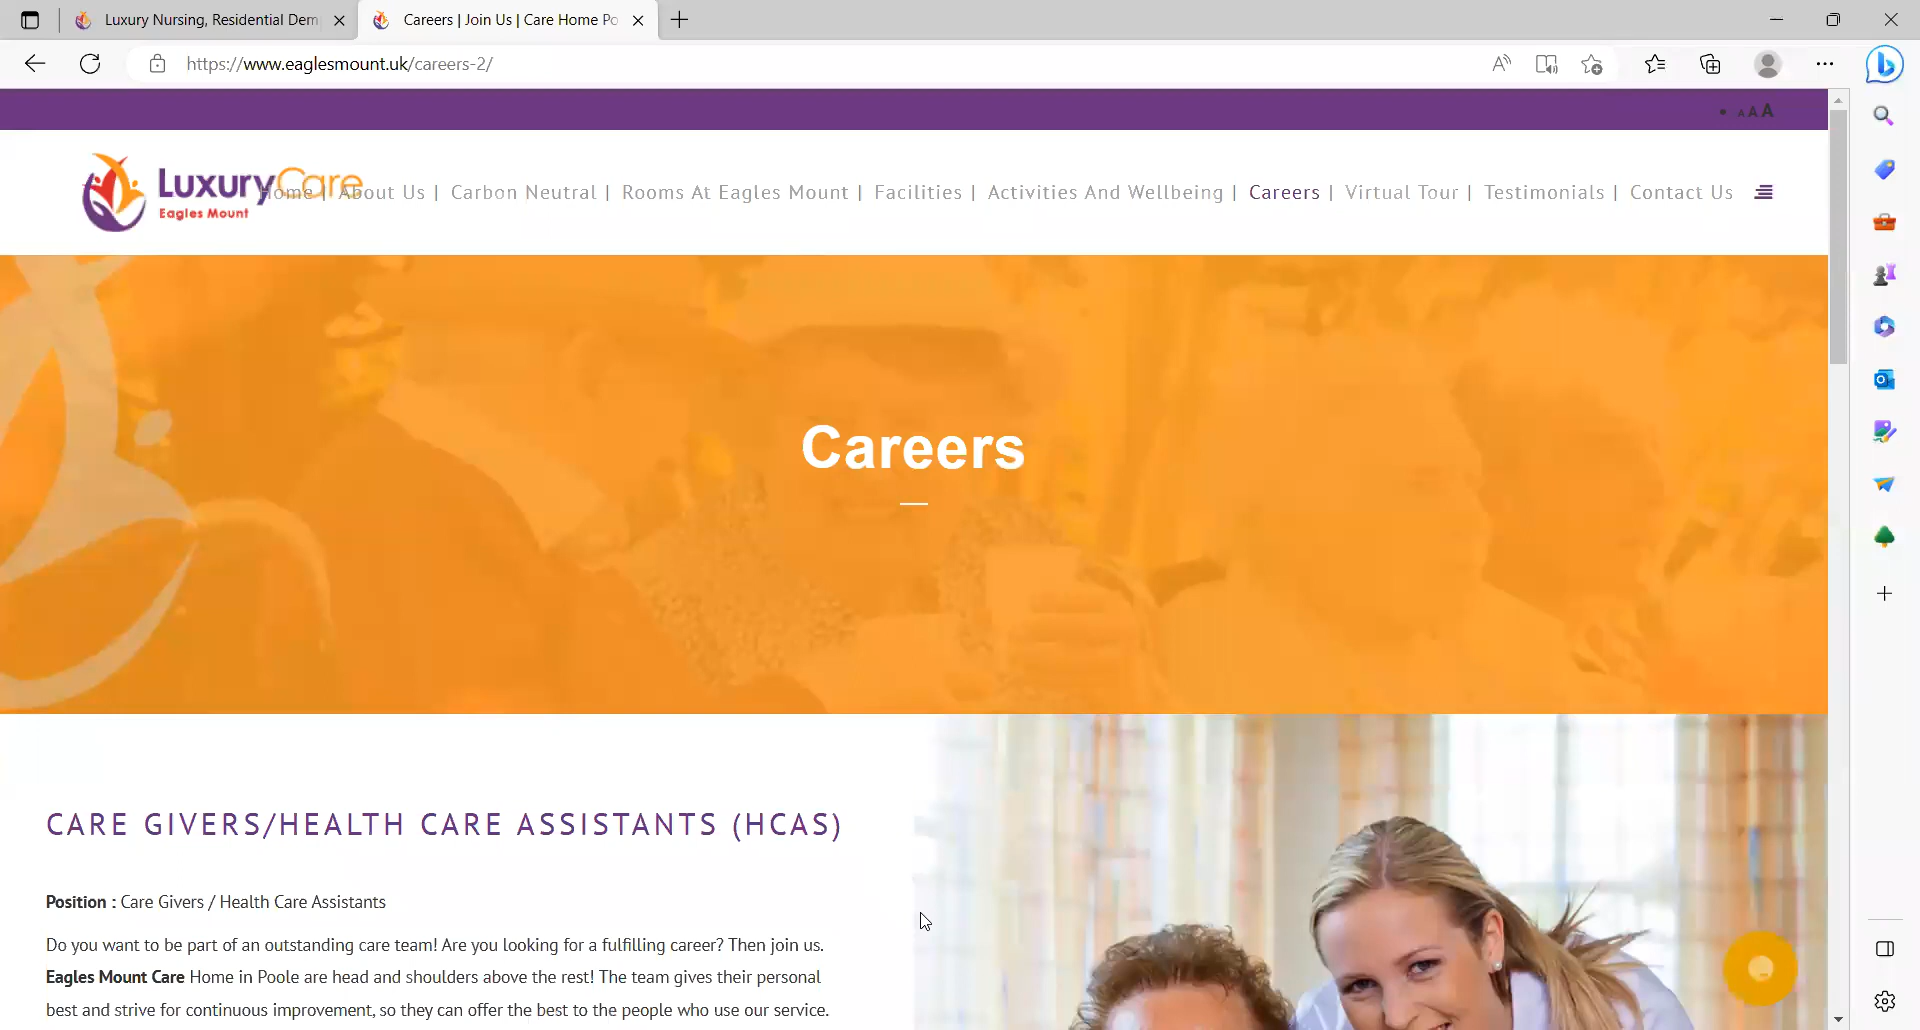 Luxury Nursing, Residential Dem
Careers | Join Us | Care Home Po
https://www.eaglesmount.uk/careers-2/
A A A
LuxuryCare
Eagles Mount
Home | About Us | Carbon Neutral | Rooms At Eagles Mount | Facilities | Activities And Wellbeing | Careers | Virtual Tour | Testimonials | Contact Us
Careers
CARE GIVERS/HEALTH CARE ASSISTANTS (HCAS)
Position : Care Givers / Health Care Assistants
Do you want to be part of an outstanding care team! Are you looking for a fulfilling career? Then join us.
Eagles Mount Care Home in Poole are head and shoulders above the rest! The team gives their personal
best and strive for continuous improvement, so they can offer the best to the people who use our service.